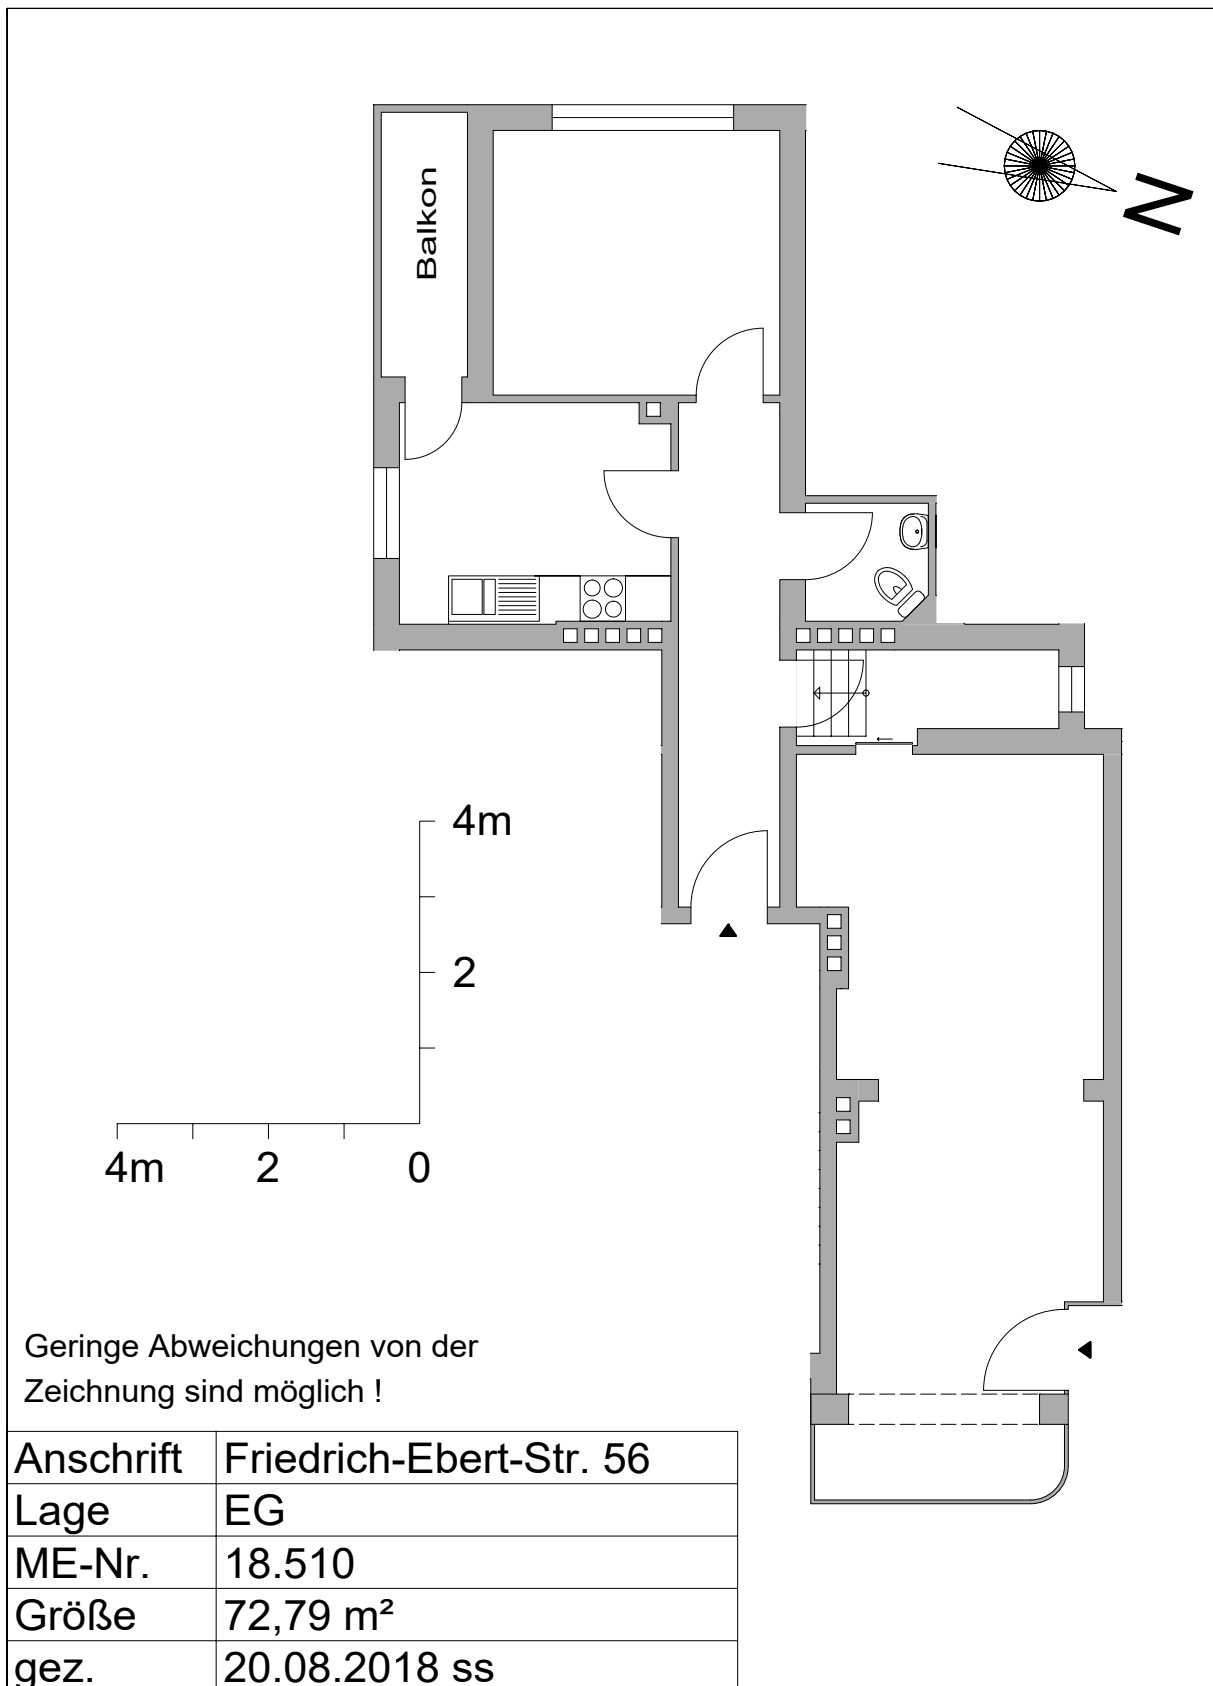 Balkon
N
4m
2
4m 2 0
Geringe Abweichungen von der
Zeichnung sind möglich !
Anschrift Friedrich-Ebert-Str. 56
Lage EG
ME-Nr. 18.510
Größe 72,79 m²
gez. 20.08.2018 ss